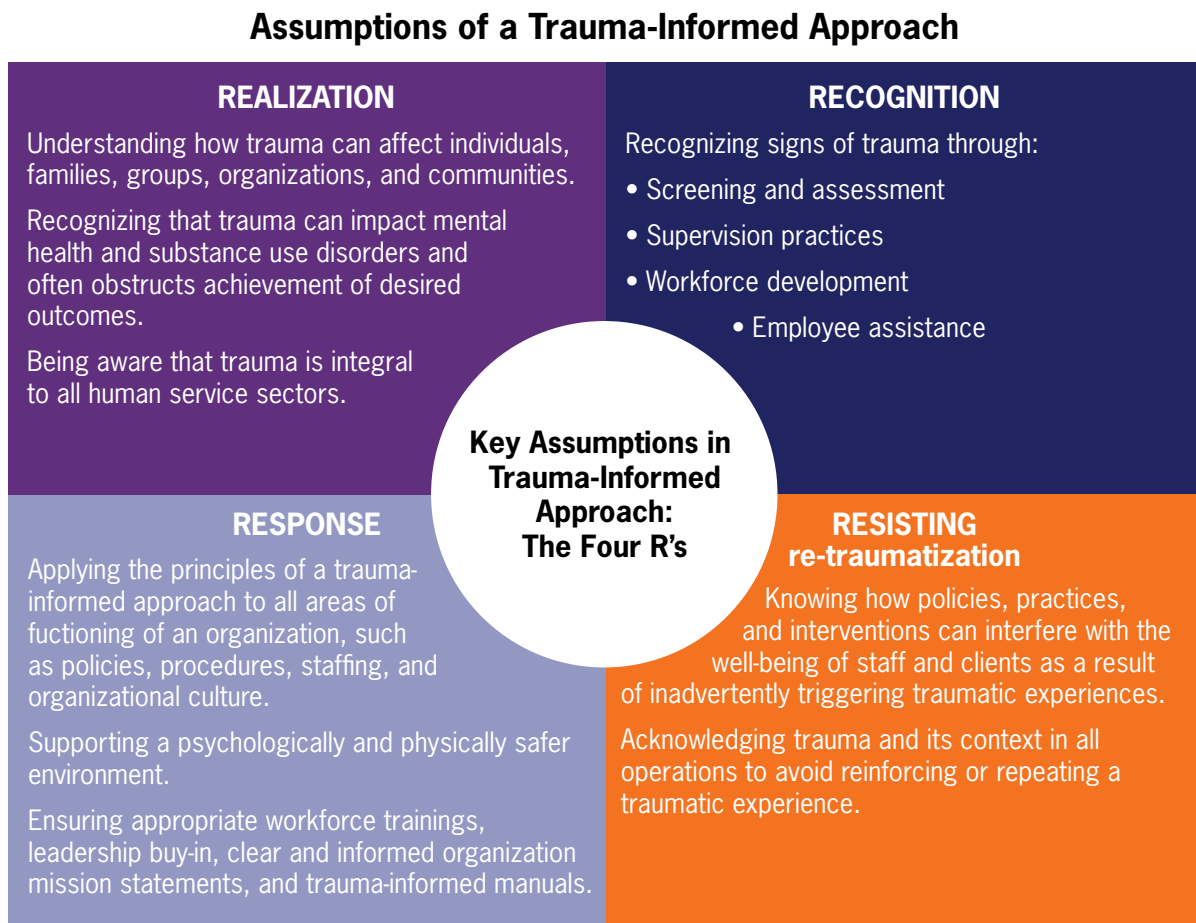 Assumptions of a Trauma-Informed Approach
REALIZATION
Understanding how trauma can affect individuals,
families, groups, organizations, and communities.
Recognizing that trauma can impact mental
health and substance use disorders and
often obstructs achievement of desired
outcomes.
Being aware that trauma is integral
to all human service sectors.
RECOGNITION
Recognizing signs of trauma through:
• Screening and assessment
• Supervision practices
• Workforce development
• Employee assistance
Key Assumptions in
Trauma-Informed
Approach:
The Four R's
RESPONSE
Applying the principles of a trauma-
informed approach to all areas of
fuctioning of an organization, such
as policies, procedures, staffing, and
organizational culture.
Supporting a psychologically and physically safer
environment.
Ensuring appropriate workforce trainings,
leadership buy-in, clear and informed organization
mission statements, and trauma-informed manuals.
RESISTING
re-traumatization
Knowing how policies, practices,
and interventions can interfere with the
well-being of staff and clients as a result
of inadvertently triggering traumatic experiences.
Acknowledging trauma and its context in all
operations to avoid reinforcing or repeating a
traumatic experience.